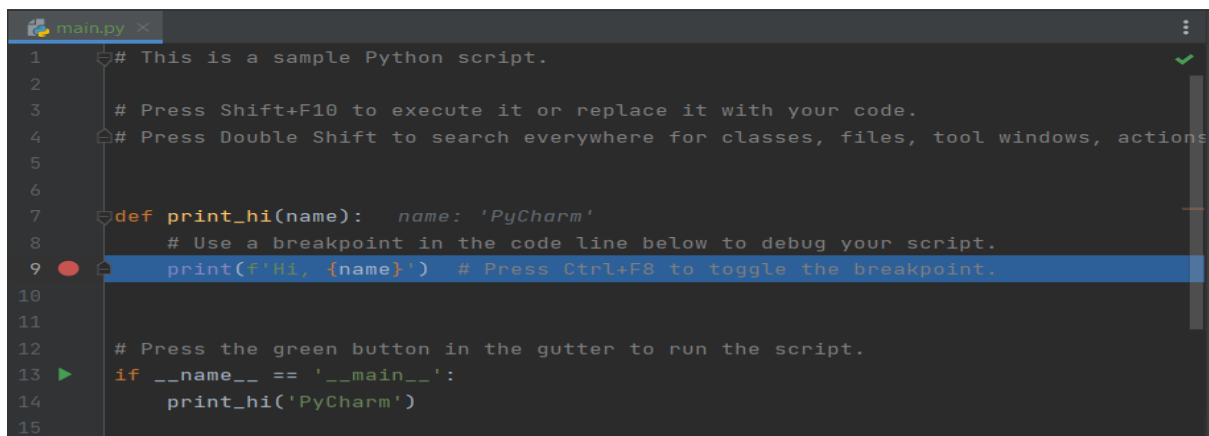 main.py
1 # This is a sample Python script.
2
3 # Press Shift+F10 to execute it or replace it with your code.
4 # Press Double Shift to search everywhere for classes, files, tool windows, actions
5
6
7 def print_hi(name):   name: 'PyCharm'
8     # Use a breakpoint in the code line below to debug your script.
9     print(f'Hi, {name}')  # Press Ctrl+F8 to toggle the breakpoint.
10
11
12 # Press the green button in the gutter to run the script.
13 if __name__ == '__main__':
14     print_hi('PyCharm')
15